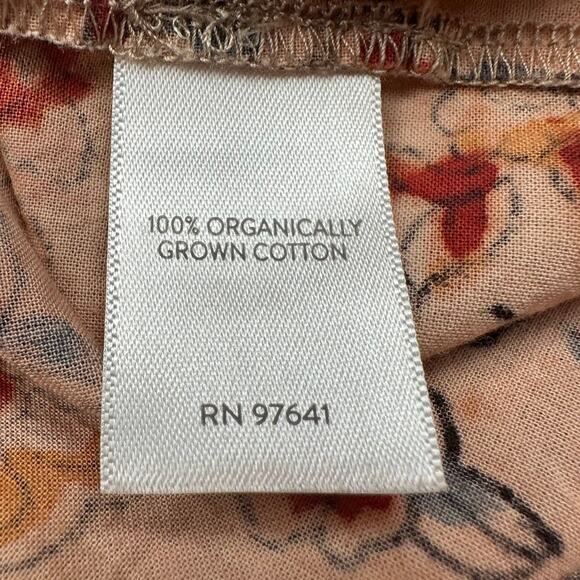 100% ORGANICALLY
GROWN COTTON
RN 97641